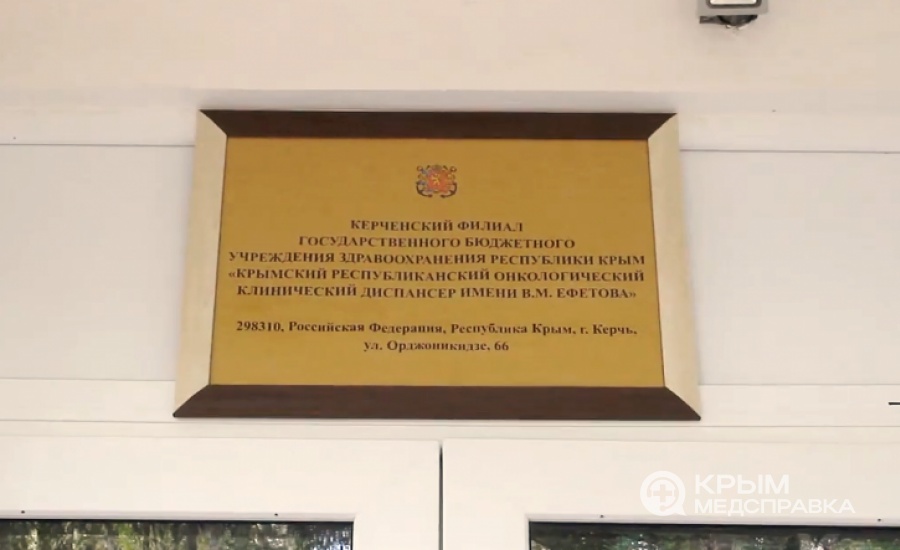 КЕРЧЕНСКИЙ ФИЛИАЛ
ГОСУДАРСТВЕННОГО БЮДЖЕТНОГО
УЧРЕЖДЕНИЯ ЗДРАВООХРАНЕНИЯ РЕСПУБЛИКИ КРЫМ
«КРЫМСКИЙ РЕСПУБЛИКАНСКИЙ ОНКОЛОГИЧЕСКИЙ
КЛИНИЧЕСКИЙ ДИСПАНСЕР ИМЕНИ В.М. ЕФЕТОВА»
298310, Российская Федерация, Республика Крым, г. Керчь,
ул. Орджоникидзе, 66
КРЫМ
МЕДСПРАВКА